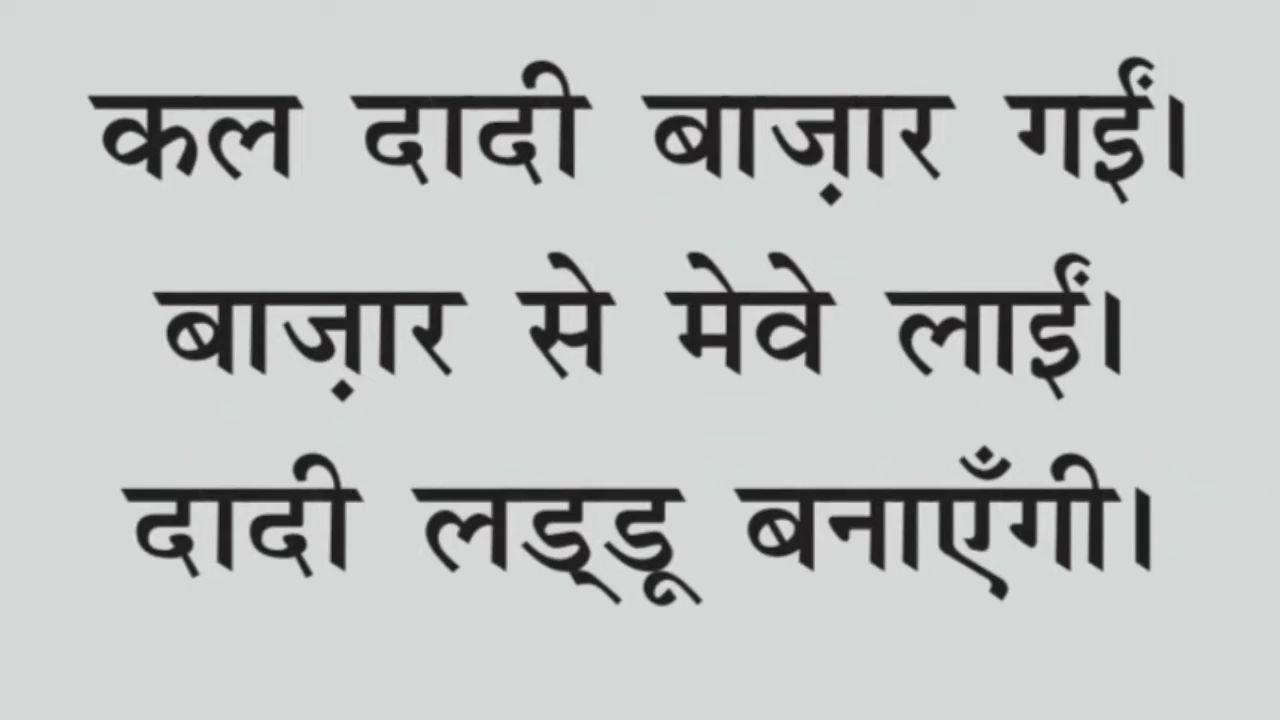 कल दादी बाज़ार गईं।
बाज़ार से मेवे लाईं।
दादी लड्‌डू बनाएँगी।